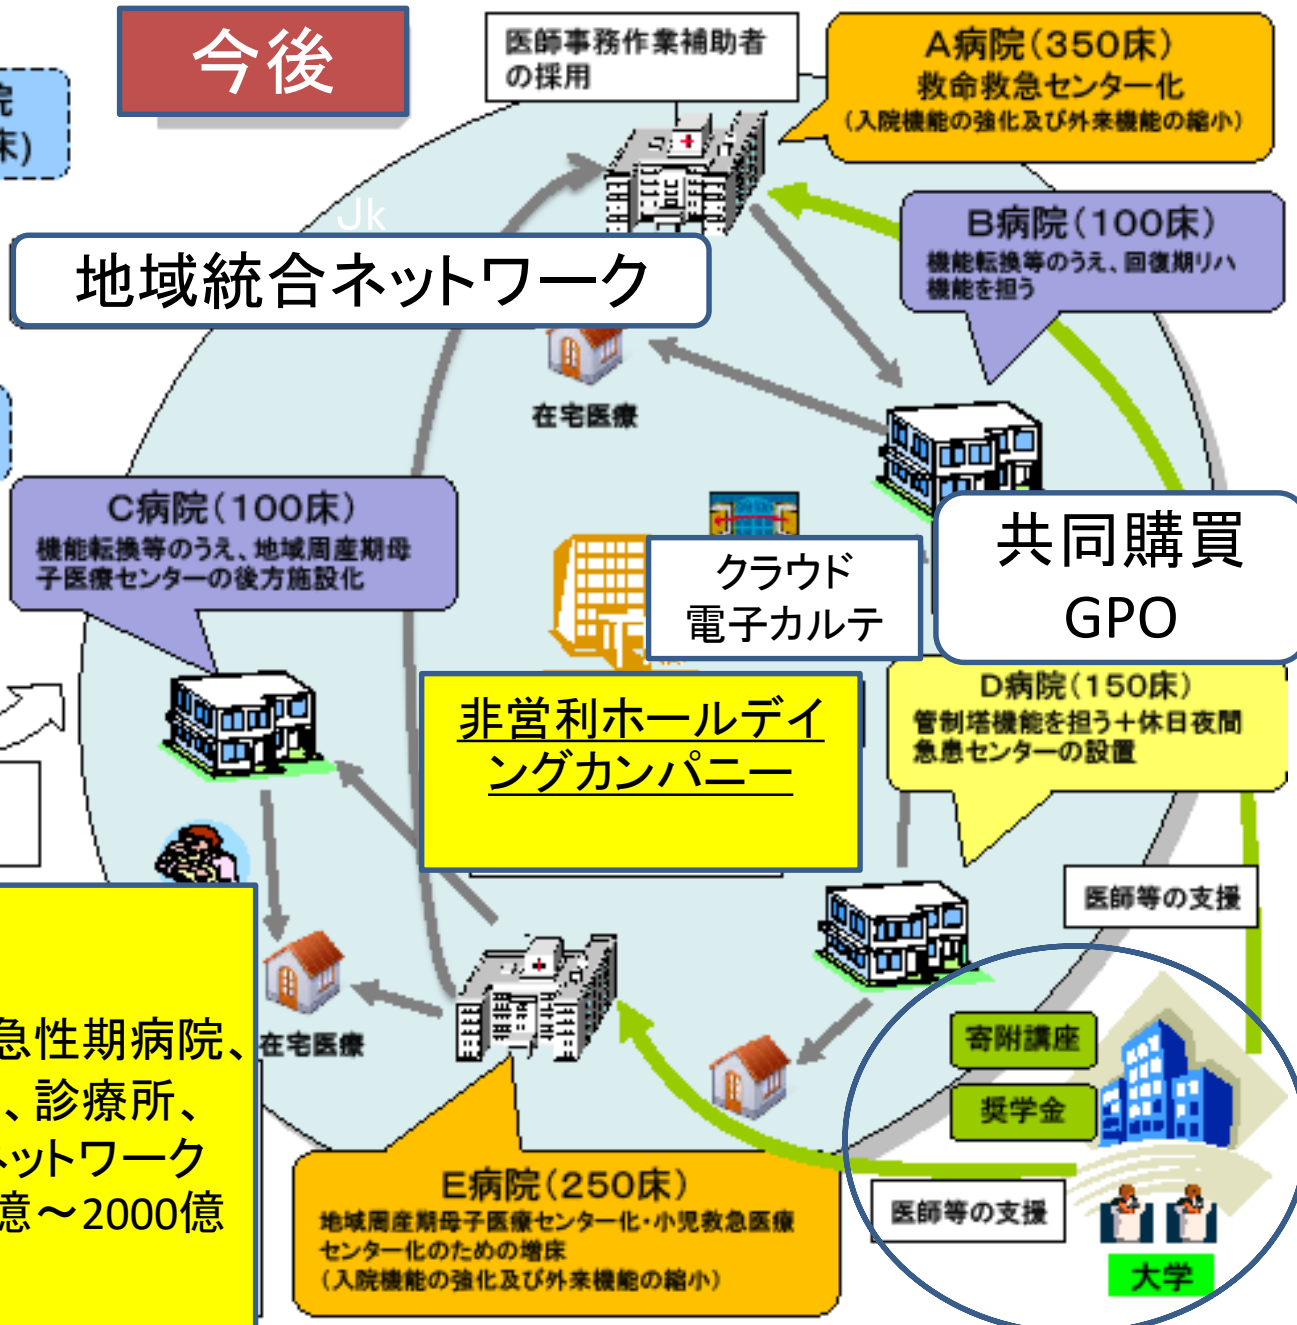 今後
医師事務作業補助者
の採用
A病院(350床)
救命救急センター化
(入院機能の強化及び外来機能の縮小)
院
床)
Jk
B病院(100床)
機能転換等のうえ、回復期リハ
機能を担う
地域統合ネットワーク
在宅医療
C病院(100床)
機能転換等のうえ、地域周産期母
子医療センターの後方施設化
クラウド
電子カルテ
共同購買
GPO
非営利ホールデイ
ングカンパニー
D病院(150床)
管制塔機能を担う+休日夜間
急患センターの設置
医師等の支援
急性期病院、
、診療所、
ネットワーク
億～2000億
在宅医療
寄附講座
奨学金
E病院(250床)
地域周産期母子医療センター化・小児救急医療
センター化のための増床
(入院機能の強化及び外来機能の縮小)
医師等の支援
大学